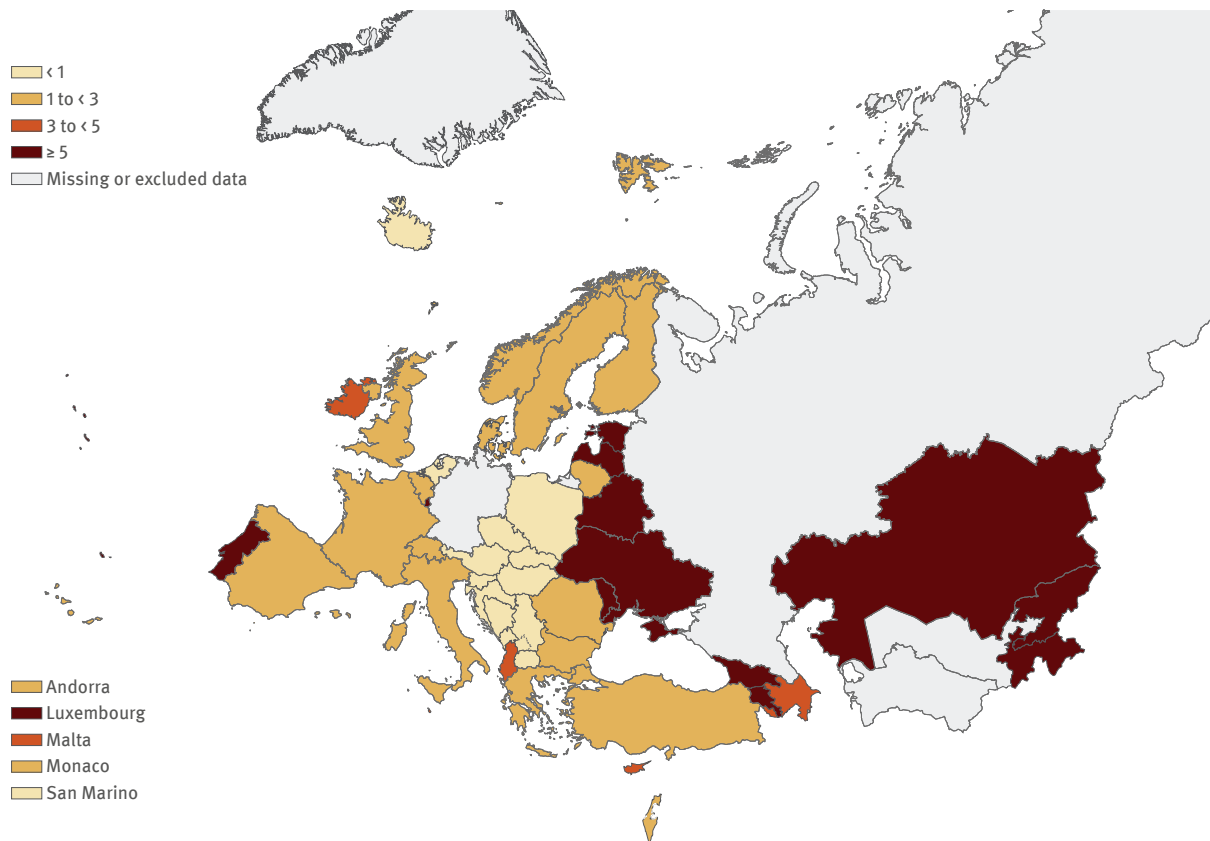 < 1
1 to < 3
3 to < 5
≥ 5
Missing or excluded data
Andorra
Luxembourg
Malta
Monaco
San Marino